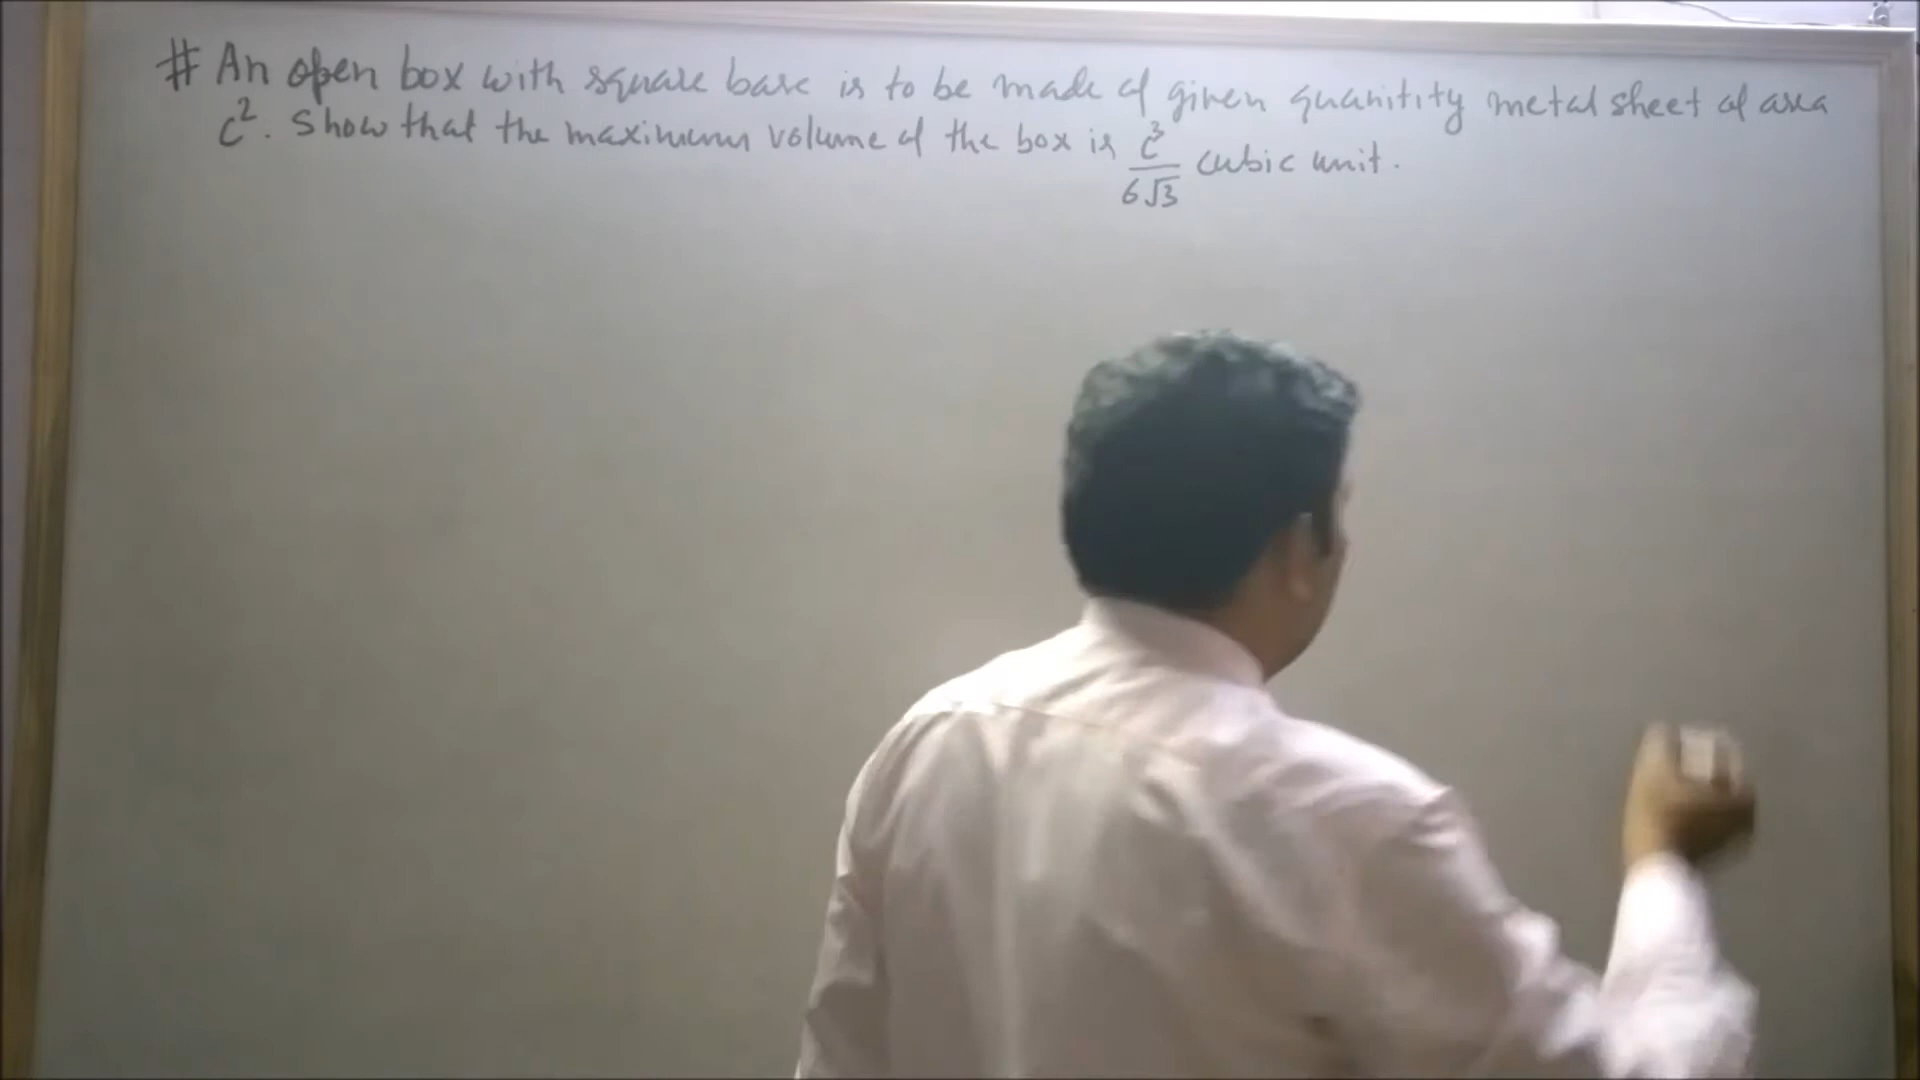 # An open box with square base is to be made of given quanitity metal sheet of area
c². Show that the maximum volume of the box is c³/6√3 cubic unit.